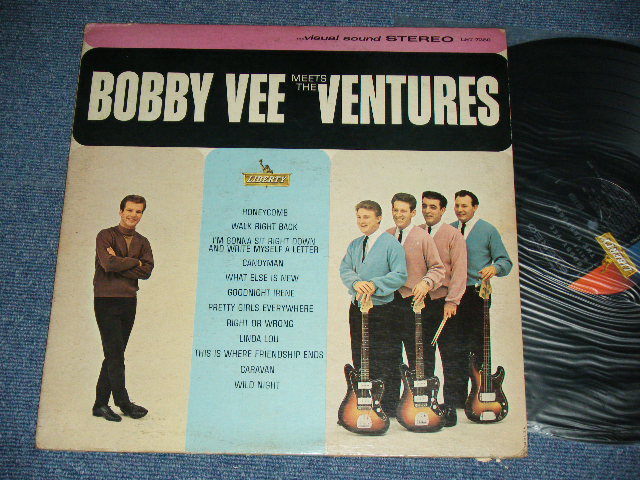 ...visual sound STEREO LST-7289
BOBBY VEE MEETS THE VENTURES
LIBERTY
HONEYCOMB
WALK RIGHT BACK
I'M GONNA SIT RIGHT DOWN
AND WRITE MYSELF A LETTER
CANDYMAN
WHAT ELSE IS NEW
GOODNIGHT IRENE
PRETTY GIRLS EVERYWHERE
RIGHT OR WRONG
LINDA LOU
THIS IS WHERE FRIENDSHIP ENDS
CARAVAN
WILD NIGHT
LIBERTY